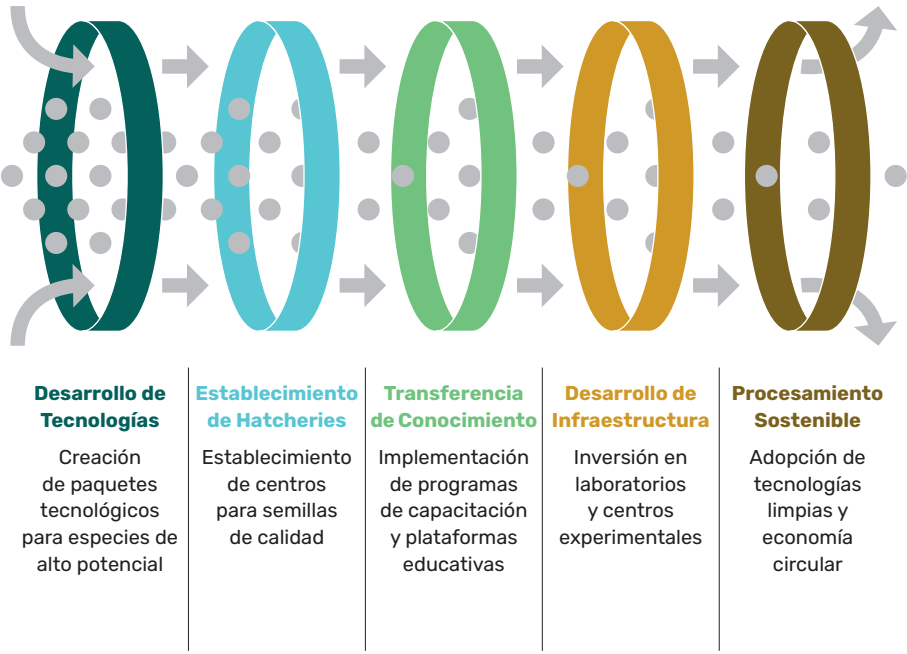 Desarrollo de
Tecnologías
Creación
de paquetes
tecnológicos
para especies de
alto potencial
Establecimiento
de Hatcheries
Establecimiento
de centros
para semillas
de calidad
Transferencia
de Conocimiento
Implementación
de programas
de capacitación
y plataformas
educativas
Desarrollo de
Infraestructura
Inversión en
laboratorios
y centros
experimentales
Procesamiento
Sostenible
Adopción de
tecnologías
limpias y
economía
circular